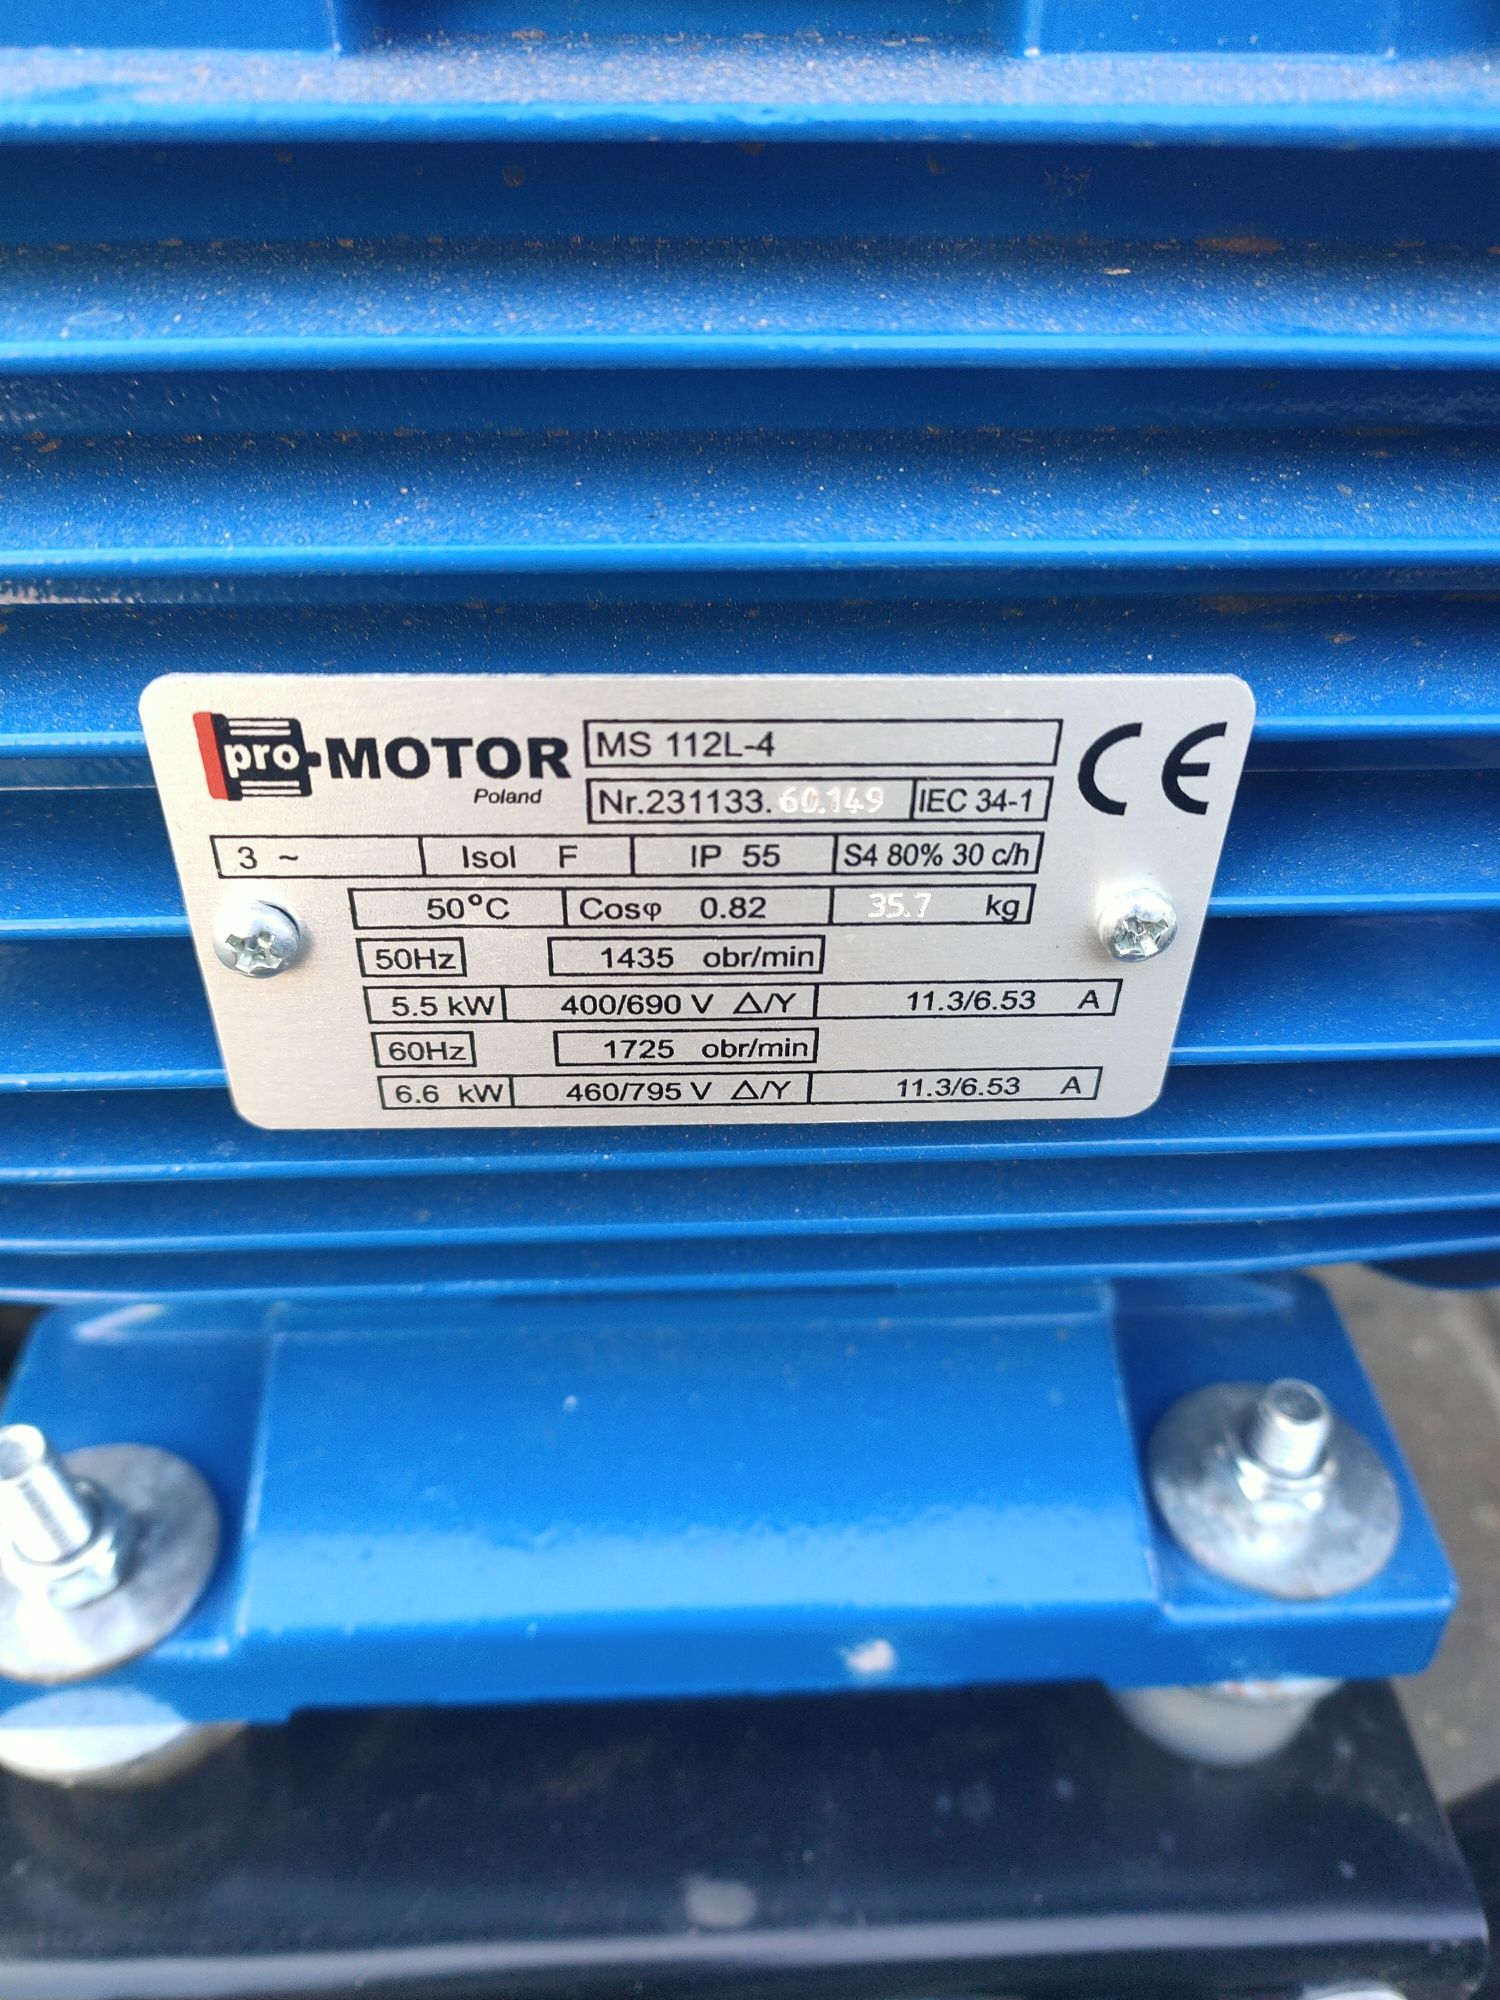 pro-MOTOR MS 112L-4 CE
Poland Nr.231133.60.149 IEC 34-1
3 ~ Isol F IP 55 S4 80% 30 c/h
50°C Cosφ 0.82 35.7 kg
50Hz 1435 obr/min
5.5 kW 400/690 V △/Y 11.3/6.53 A
60Hz 1725 obr/min
6.6 kW 460/795 V △/Y 11.3/6.53 A